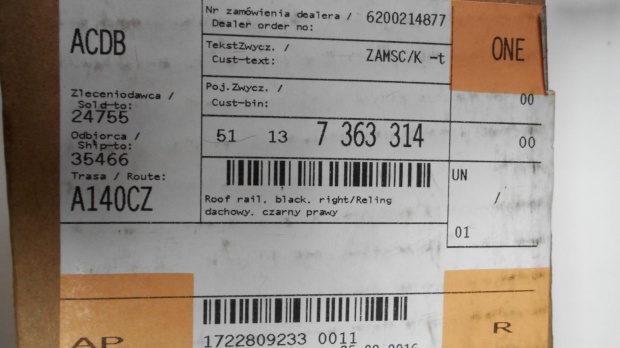 ACDB
Nr zamówienia dealera /
Dealer order no:
6200214877
TekstZwycz. /
Cust-text:
ZAMSC/K -t
ONE
Zleceniodawca /
Sold-to:
24755
Odbiorca /
Ship-to:
35466
Trasa / Route:
A140CZ
Poj.Zwycz. /
Cust-bin:
00
51 13 7 363 314
00
Roof rail, black, right/Reling
dachowy, czarny prawy
UN
/
01
AP
1722809233 0011
R